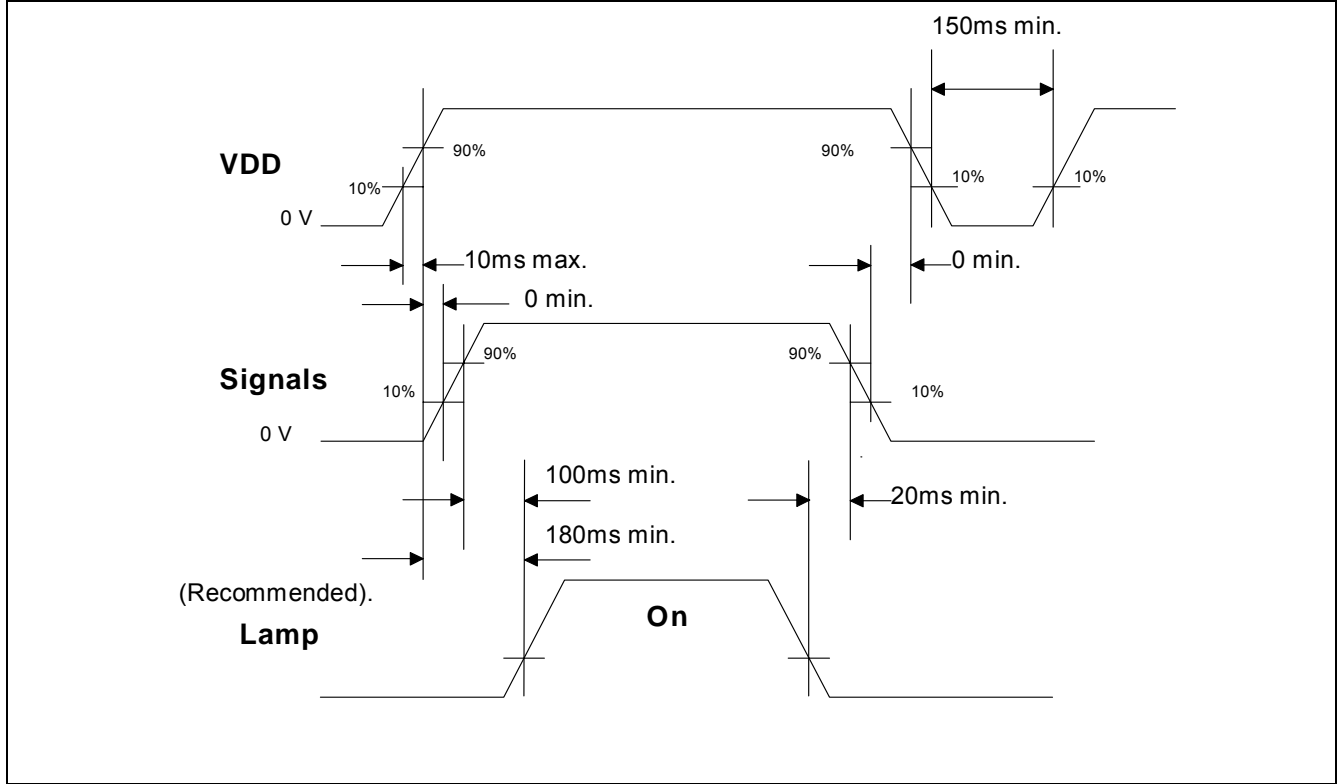 150ms min.
VDD
90%
90%
10%
10%
10%
0 V
10ms max.
0 min.
0 min.
90%
90%
Signals
10%
10%
0 V
100ms min.
20ms min.
180ms min.
(Recommended).
On
Lamp